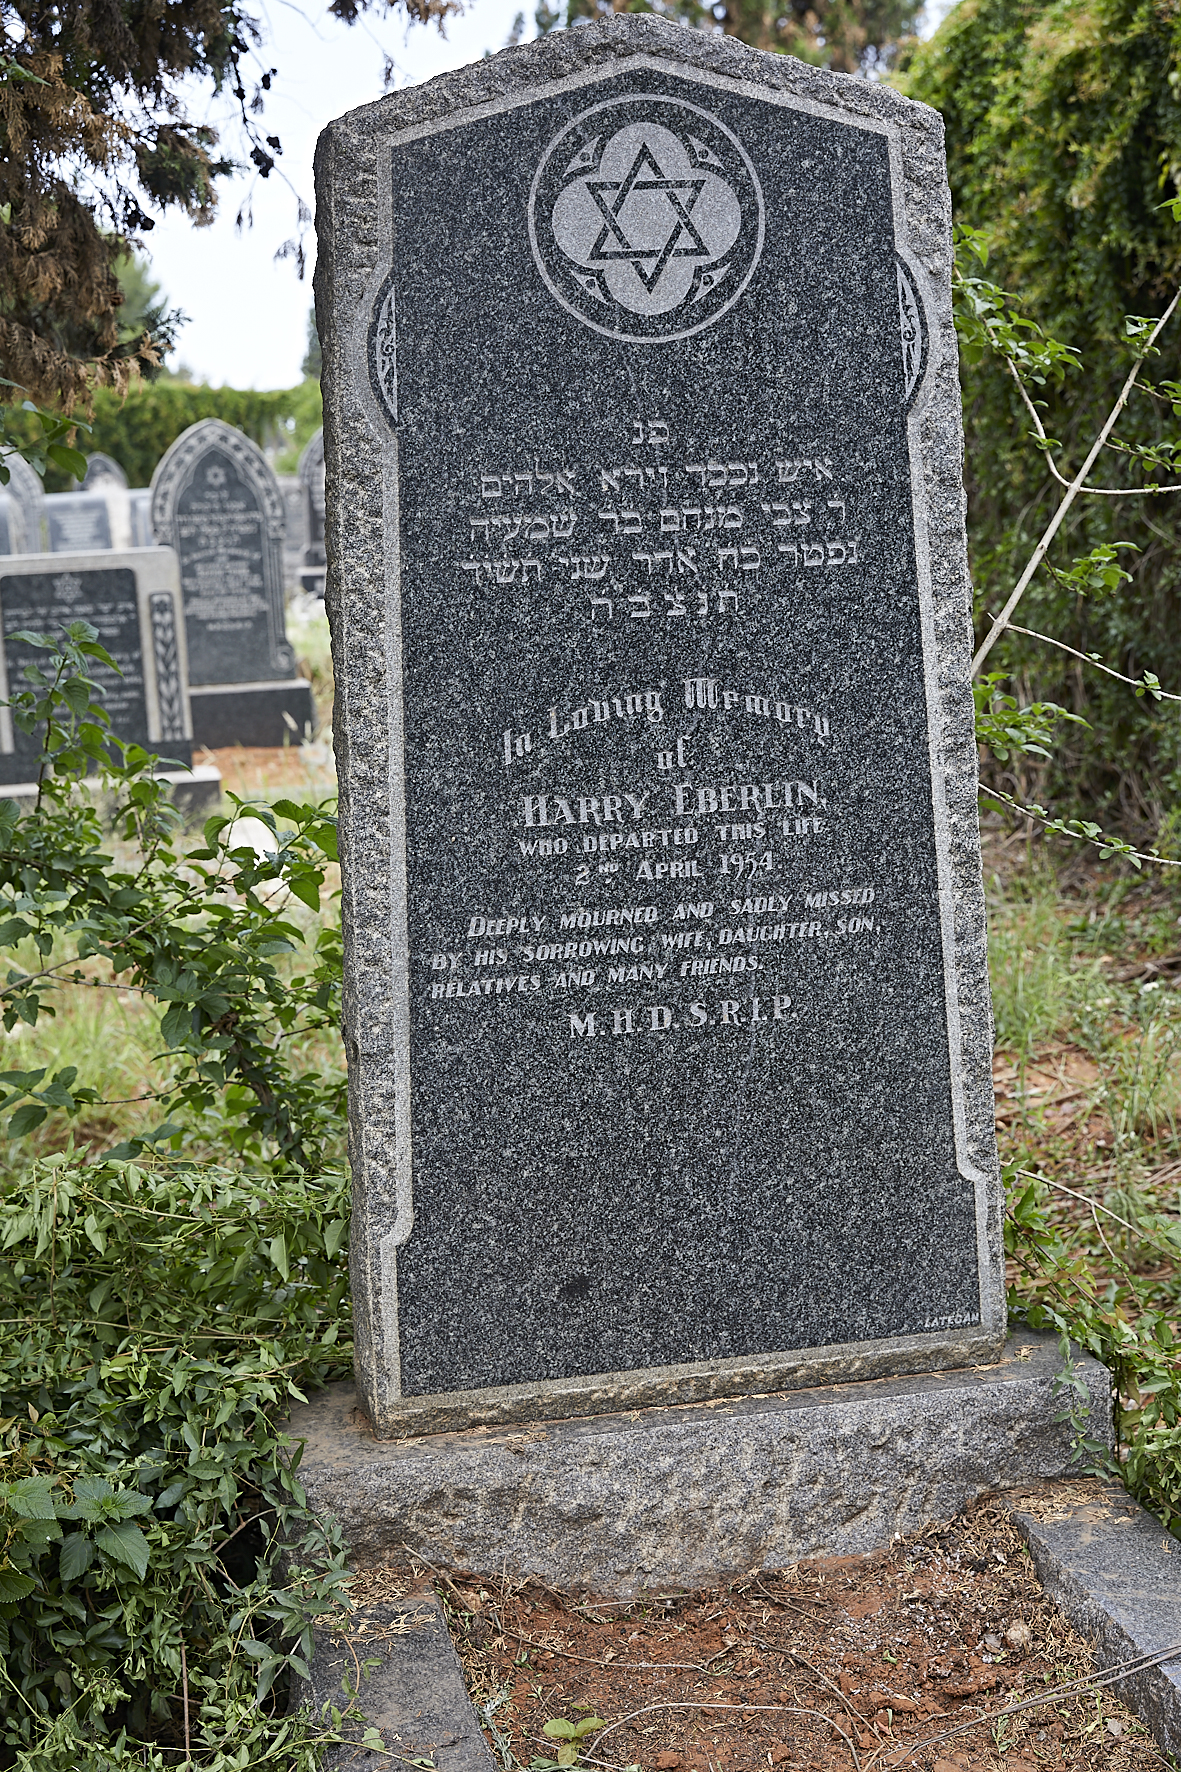 פנ
איש נכבד וירא אלהים
ר צבי מנחם בר שמעיה
נפטר כח אדר שני תשיד
ת נ צ ב ה
In Loving Memory
of
HARRY EBERLIN,
WHO DEPARTED THIS LIFE
2ND APRIL 1954
DEEPLY MOURNED AND SADLY MISSED
BY HIS SORROWING WIFE, DAUGHTER, SON,
RELATIVES AND MANY FRIENDS.
M.H.D.S.R.I.P.
LATEGAN